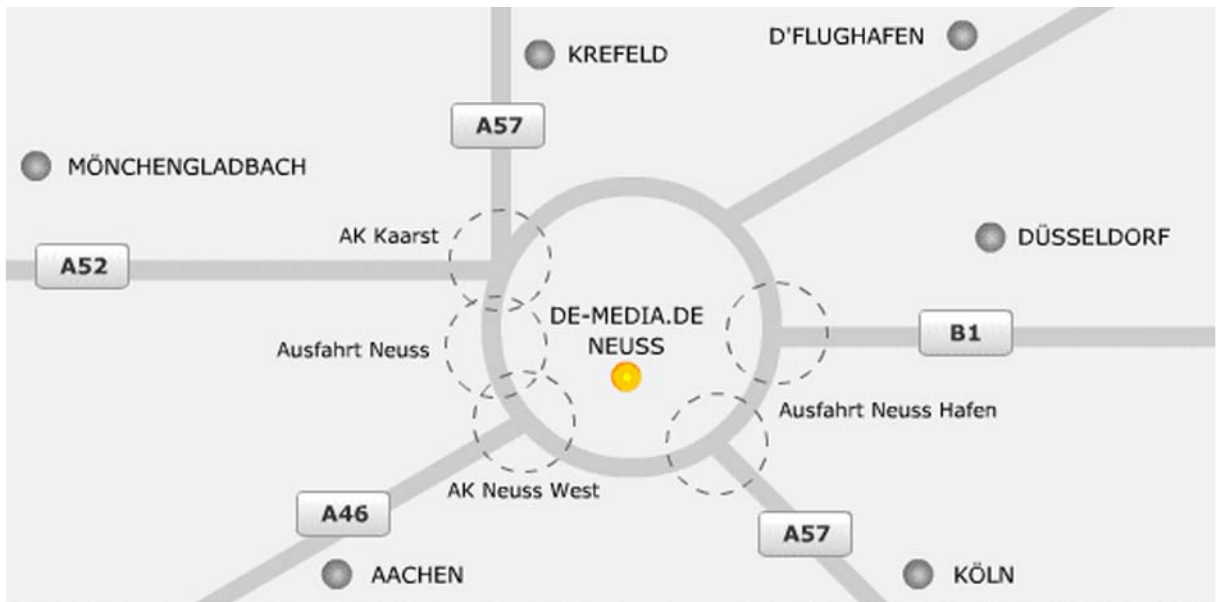 D'FLUGHAFEN
KREFELD
A57
MÖNCHENGLADBACH
AK Kaarst
DÜSSELDORF
A52
DE-MEDIA.DE
NEUSS
B1
Ausfahrt Neuss
Ausfahrt Neuss Hafen
AK Neuss West
A46
A57
AACHEN
KÖLN